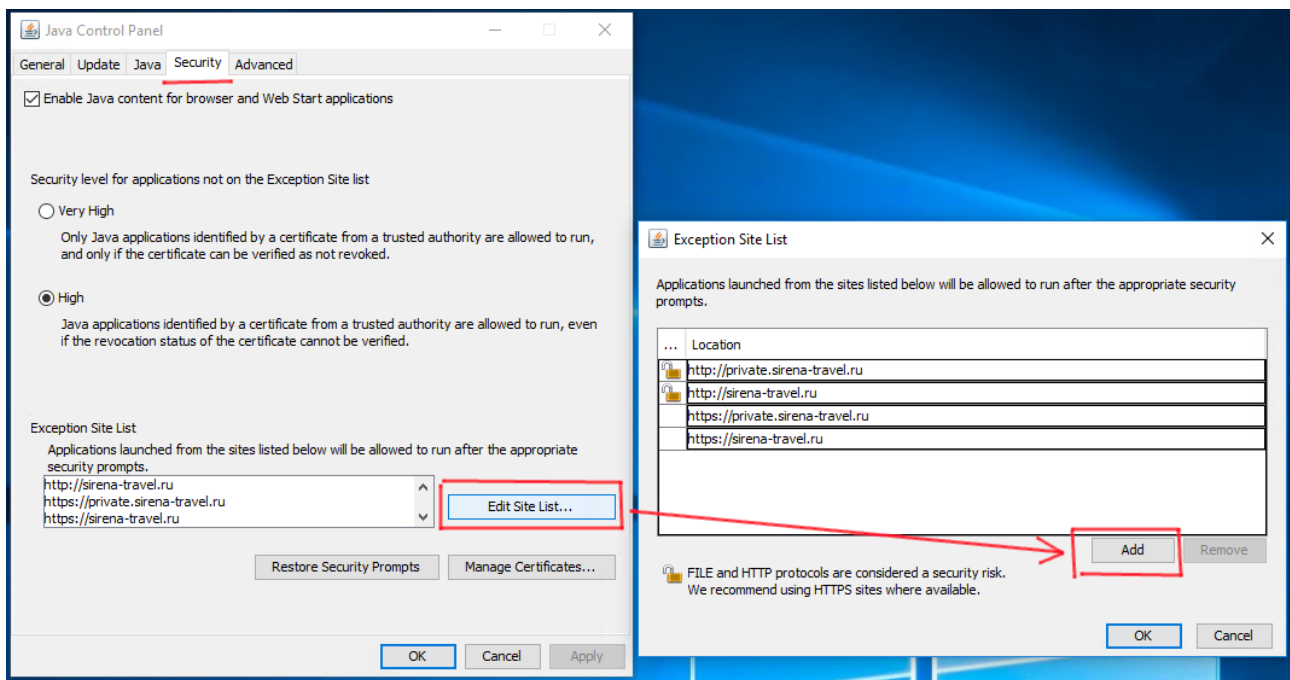 Java Control Panel
General Update Java Security Advanced
Enable Java content for browser and Web Start applications
Security level for applications not on the Exception Site list
Very High
Only Java applications identified by a certificate from a trusted authority are allowed to run,
and only if the certificate can be verified as not revoked.
High
Java applications identified by a certificate from a trusted authority are allowed to run, even
if the revocation status of the certificate cannot be verified.
Exception Site List
Applications launched from the sites listed below will be allowed to run after the appropriate
security prompts.
http://sirena-travel.ru
https://private.sirena-travel.ru
https://sirena-travel.ru
Edit Site List...
Restore Security Prompts
Manage Certificates...
OK
Cancel
Apply
Exception Site List
Applications launched from the sites listed below will be allowed to run after the appropriate security
prompts.
... Location
http://private.sirena-travel.ru
http://sirena-travel.ru
https://private.sirena-travel.ru
https://sirena-travel.ru
Add
Remove
FILE and HTTP protocols are considered a security risk.
We recommend using HTTPS sites where available.
OK
Cancel